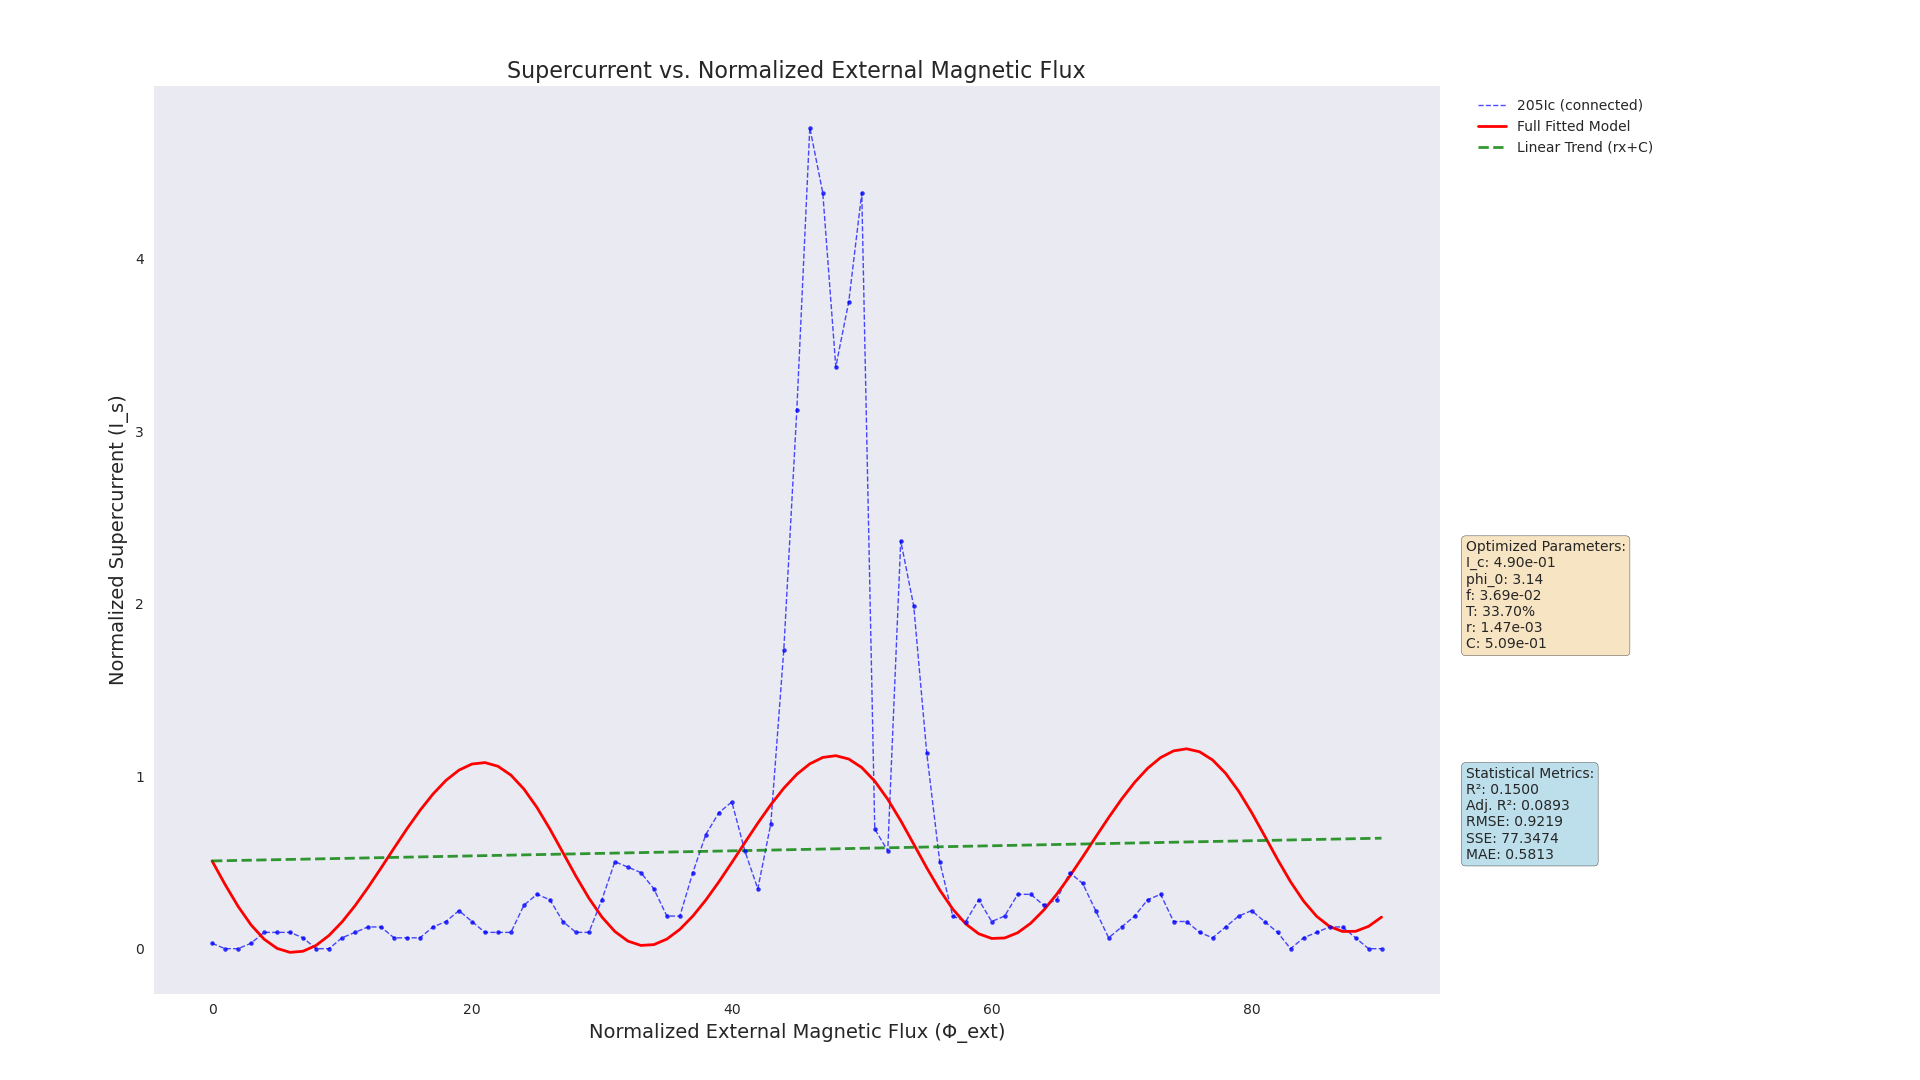 Supercurrent vs. Normalized External Magnetic Flux
Normalized Supercurrent (I_s)
4
3
2
1
0
0 20 40 60 80
Normalized External Magnetic Flux (Φ_ext)
205Ic (connected)
Full Fitted Model
Linear Trend (rx+C)
Optimized Parameters:
I_c: 4.90e-01
phi_0: 3.14
f: 3.69e-02
T: 33.70%
r: 1.47e-03
C: 5.09e-01
Statistical Metrics:
R²: 0.1500
Adj. R²: 0.0893
RMSE: 0.9219
SSE: 77.3474
MAE: 0.5813